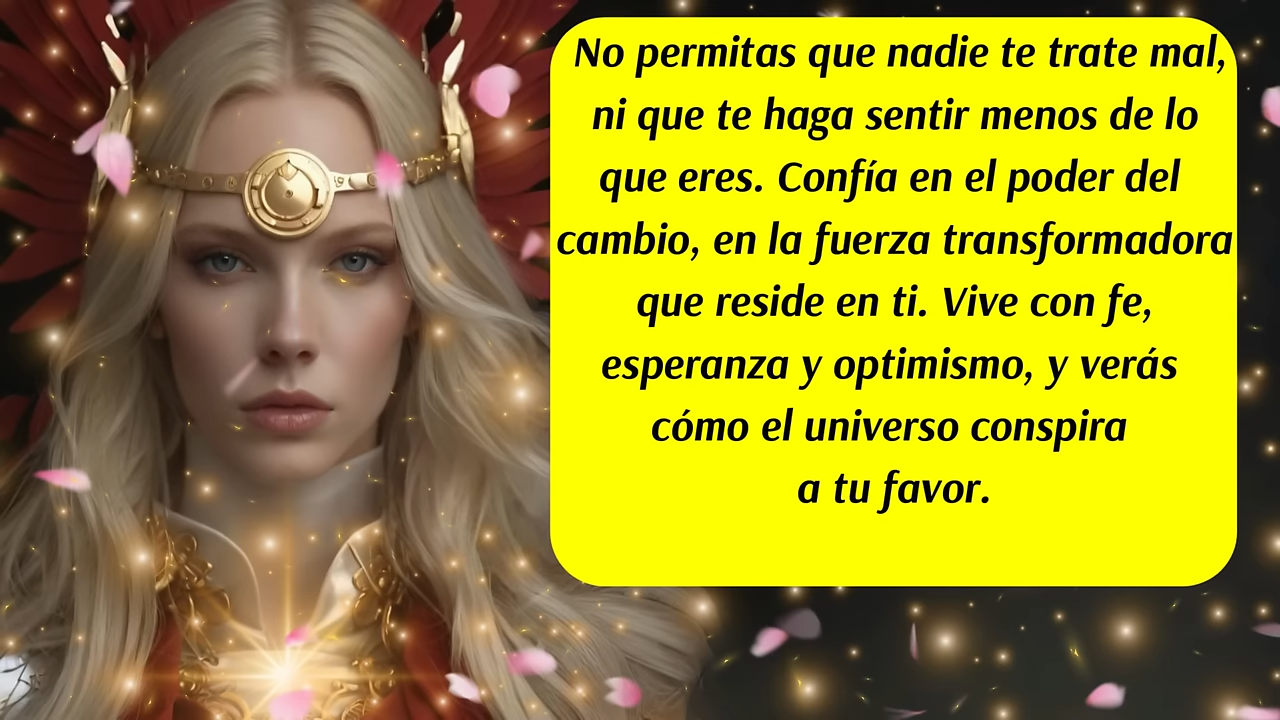 No permitas que nadie te trate mal,
ni que te haga sentir menos de lo
que eres. Confía en el poder del
cambio, en la fuerza transformadora
que reside en ti. Vive con fe,
esperanza y optimismo, y verás
cómo el universo conspira
a tu favor.